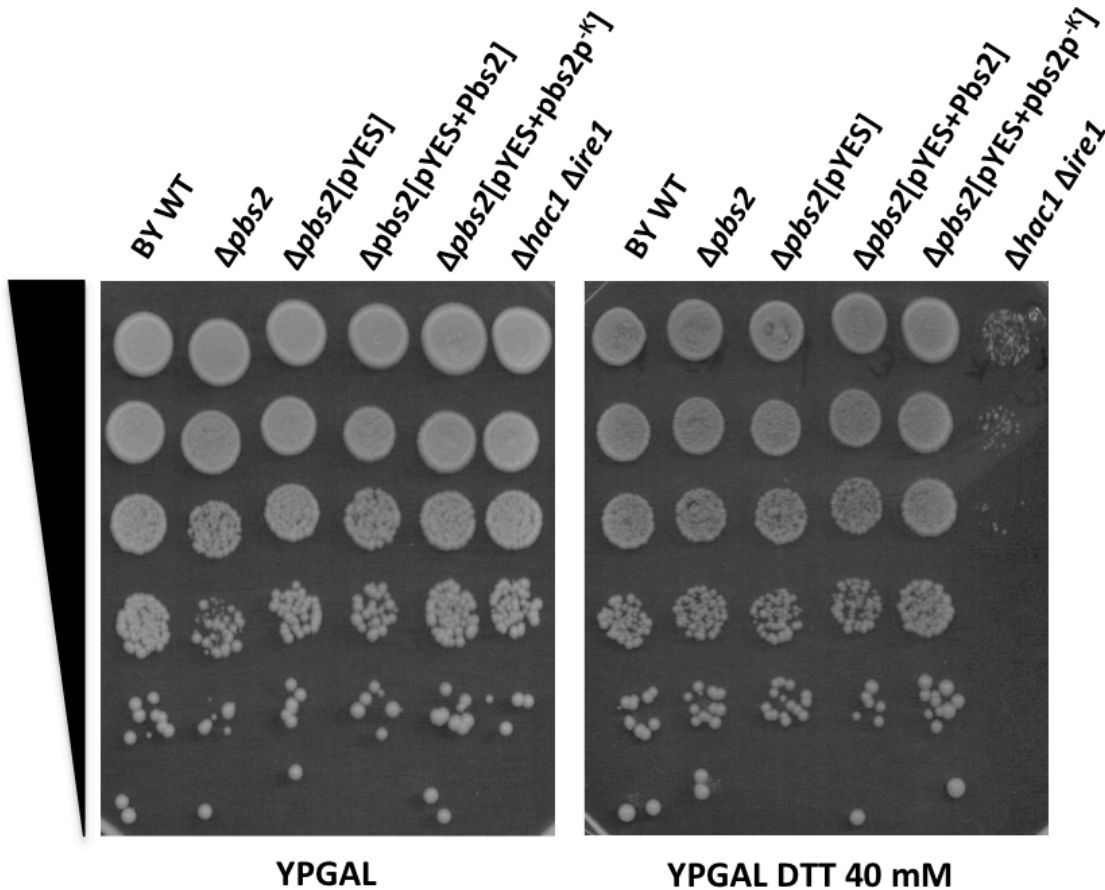 BY WT
Δpbs2
Δpbs2[pYES]
Δpbs2[pYES+Pbs2]
Δpbs2[pYES+pbs2p⁻ᴷ]
Δhac1 Δire1
BY WT
Δpbs2
Δpbs2[pYES]
Δpbs2[pYES+Pbs2]
Δpbs2[pYES+pbs2p⁻ᴷ]
Δhac1 Δire1
YPGAL
YPGAL DTT 40 mM